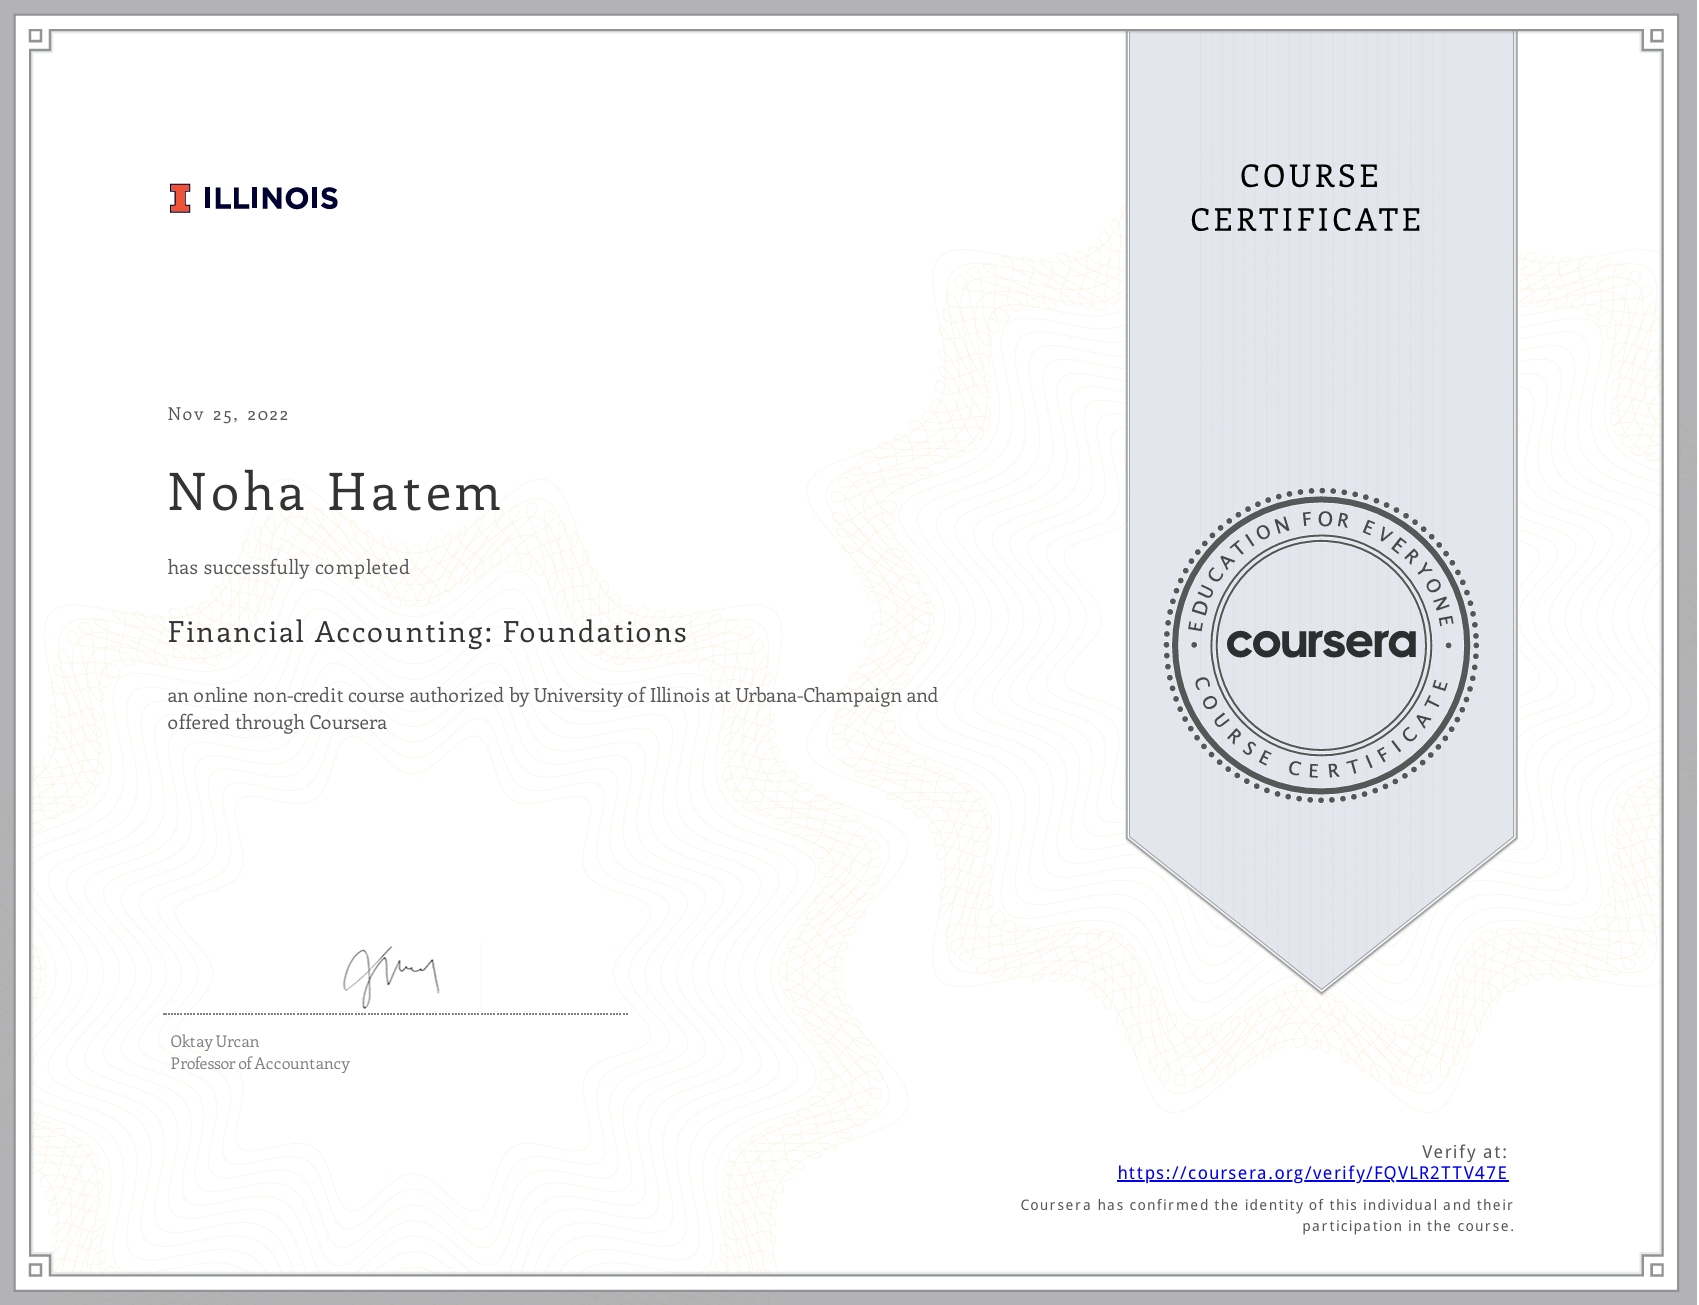 ILLINOIS
COURSE
CERTIFICATE
Nov 25, 2022
Noha Hatem
has successfully completed
Financial Accounting: Foundations
an online non-credit course authorized by University of Illinois at Urbana-Champaign and
offered through Coursera
EDUCATION FOR EVERYONE
coursera
COURSE CERTIFICATE
Oktay Urcan
Professor of Accountancy
Verify at:
https://coursera.org/verify/FQVLR2TTV47E
Coursera has confirmed the identity of this individual and their
participation in the course.